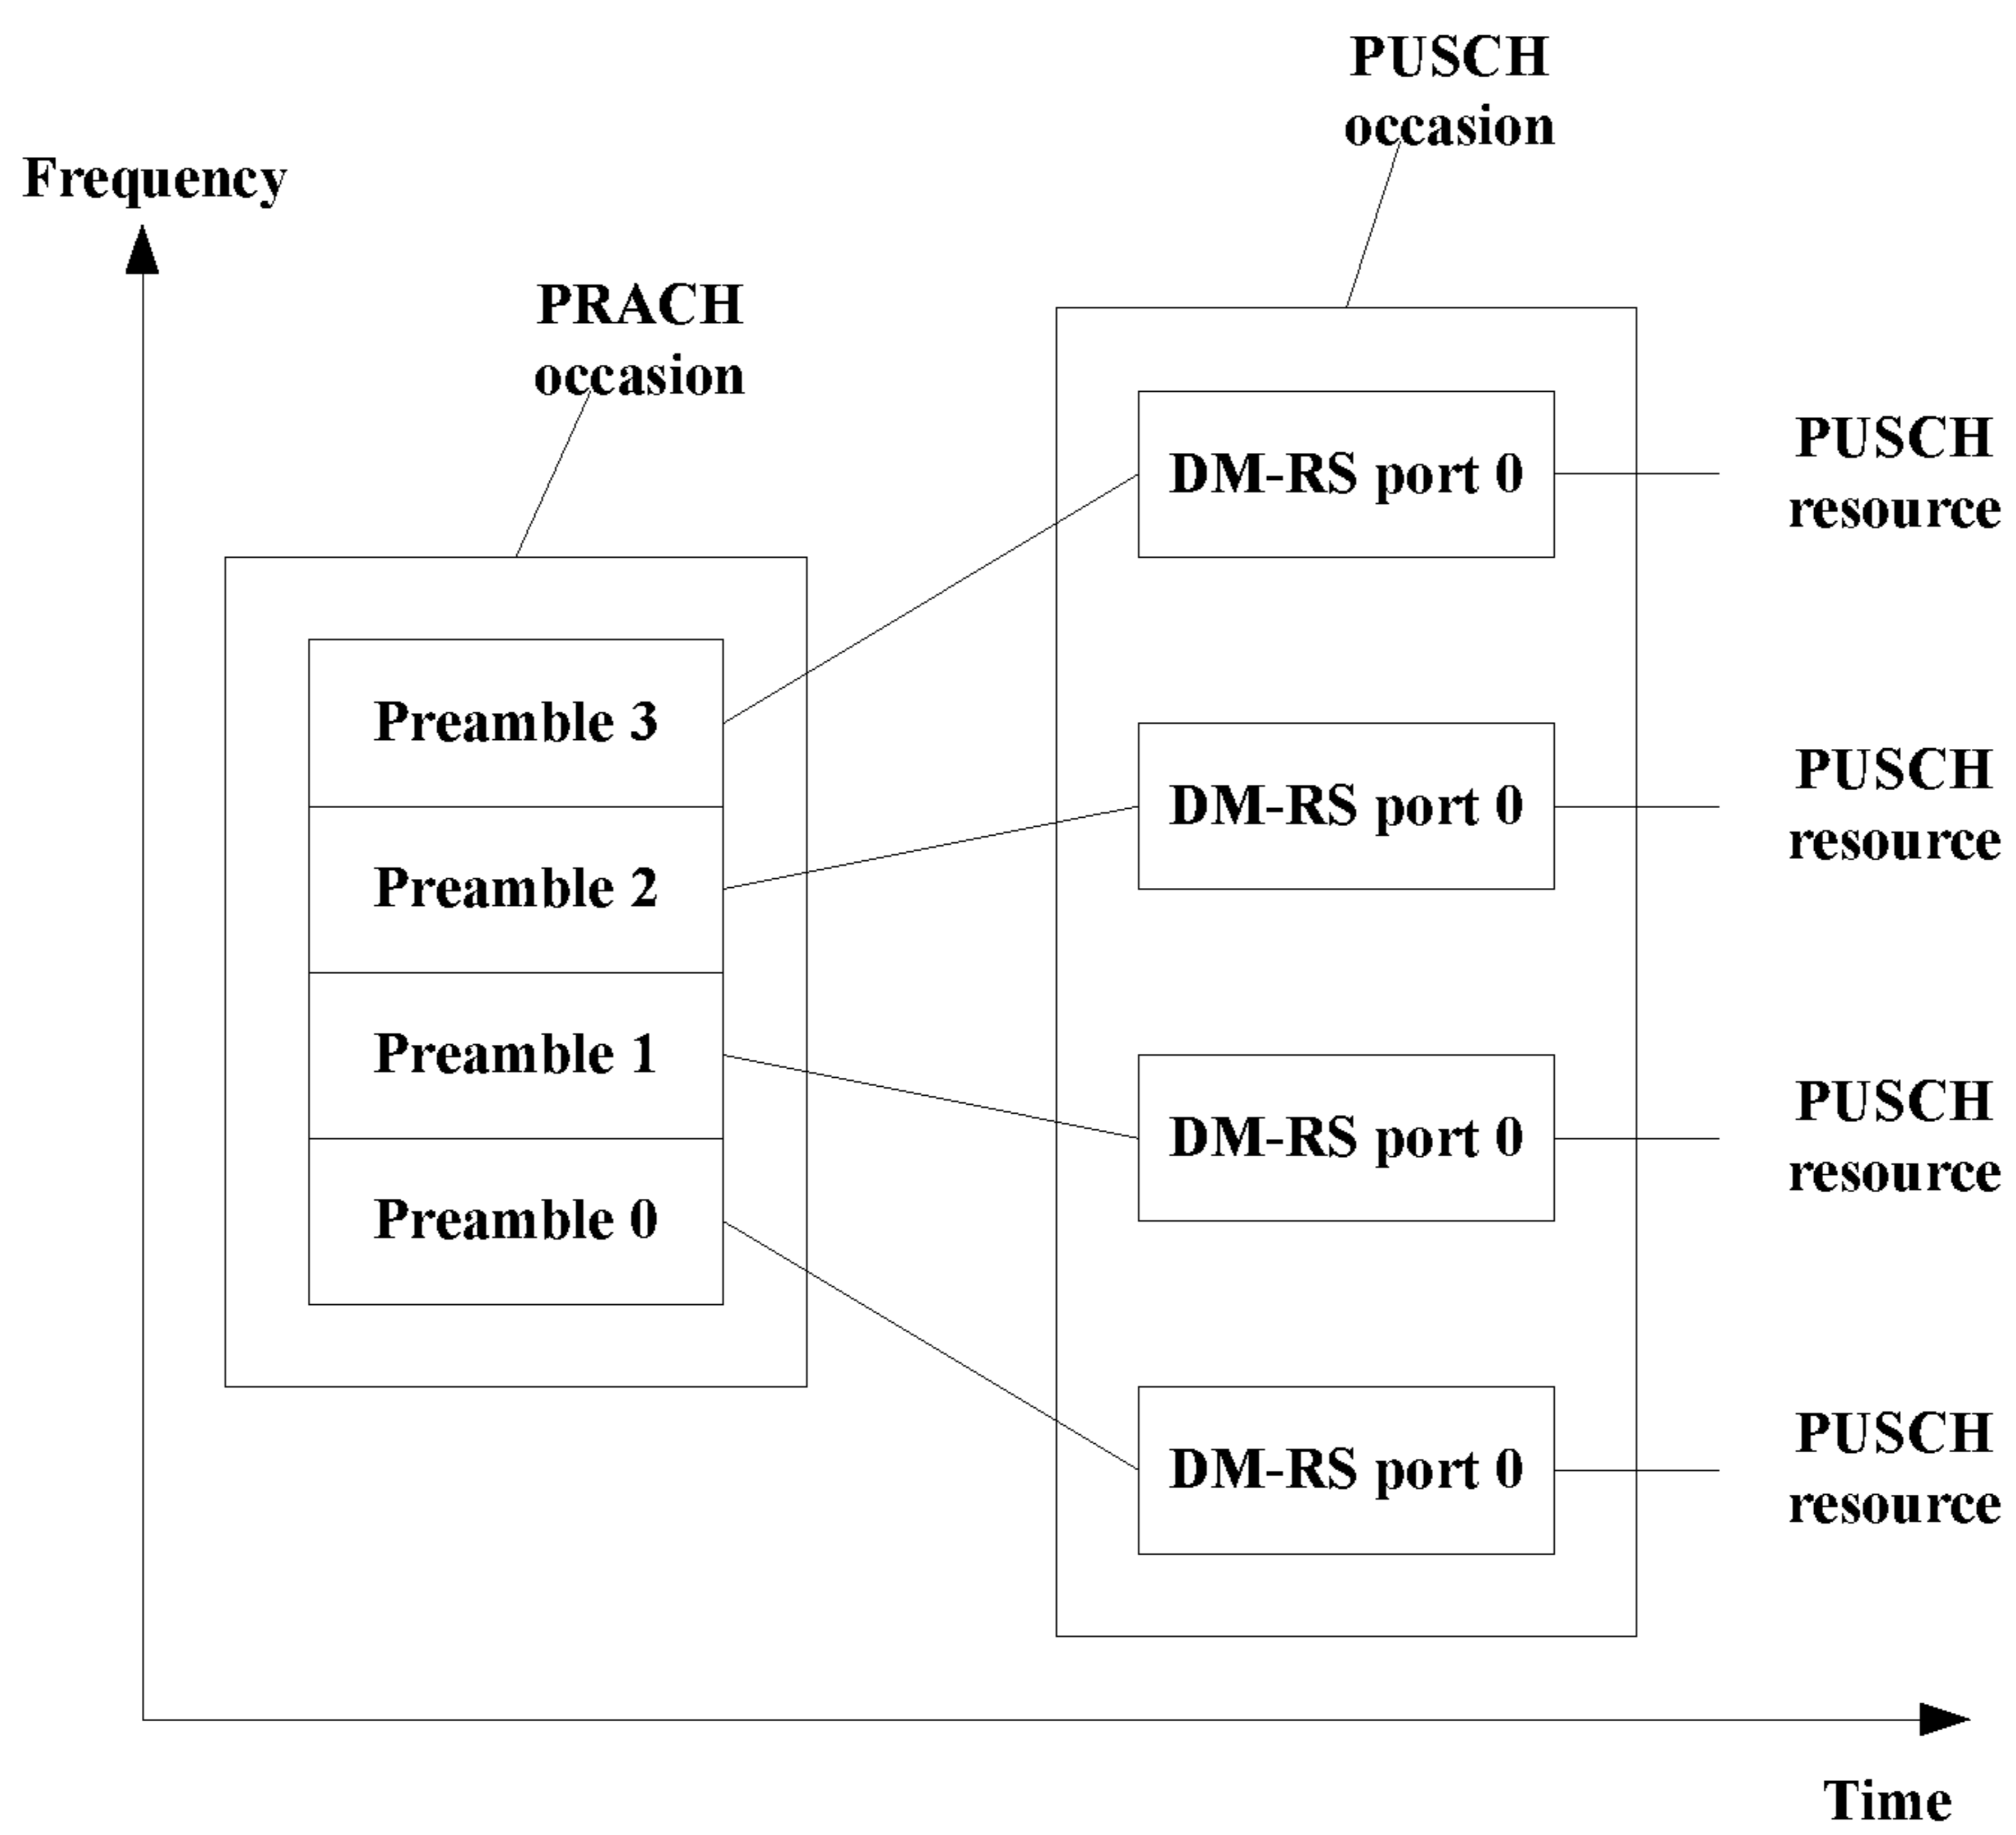 PUSCH
occasion
Frequency
PRACH
occasion
DM-RS port 0
PUSCH
resource
Preamble 3
DM-RS port 0
PUSCH
resource
Preamble 2
Preamble 1
DM-RS port 0
PUSCH
resource
Preamble 0
DM-RS port 0
PUSCH
resource
Time